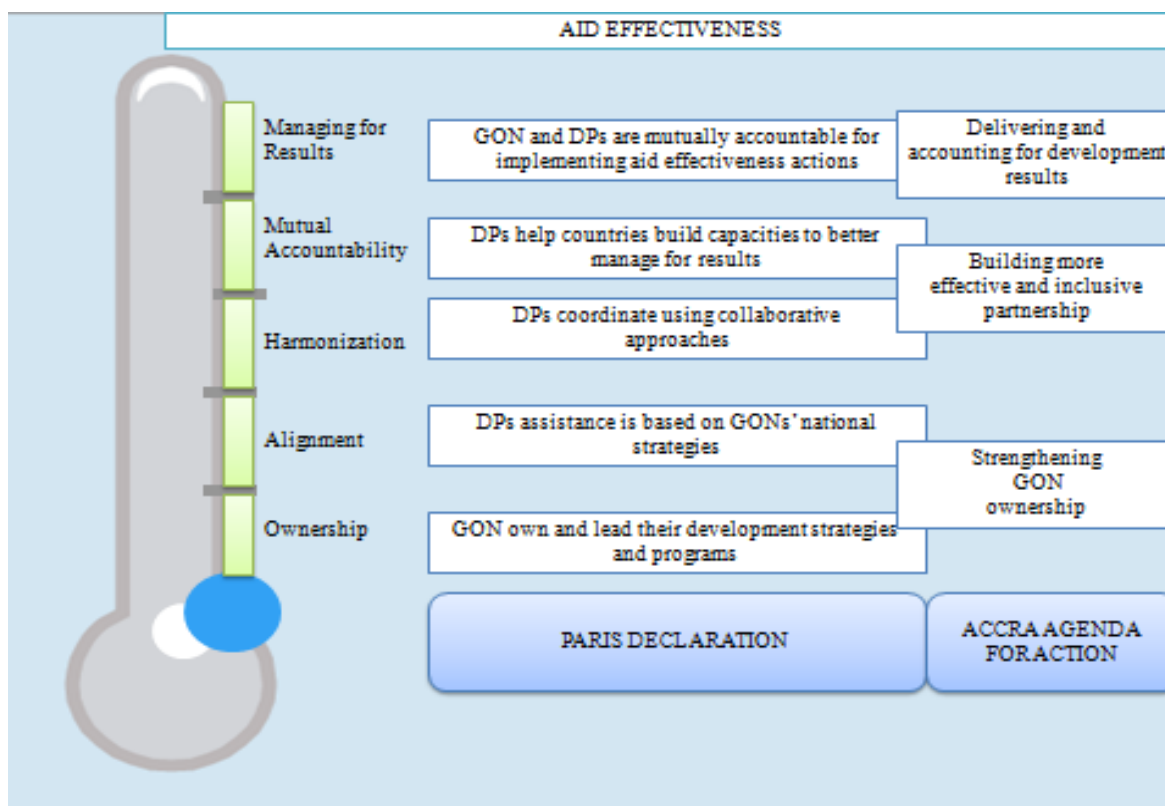 AID EFFECTIVENESS
Managing for
Results
GON and DPs are mutually accountable for
implementing aid effectiveness actions
Delivering and
accounting for development
results
Mutual
Accountability
DPs help countries build capacities to better
manage for results
Building more
effective and inclusive
partnership
Harmonization
DPs coordinate using collaborative
approaches
Alignment
DPs assistance is based on GONs' national
strategies
Strengthening
GON
ownership
Ownership
GON own and lead their development strategies
and programs
PARIS DECLARATION
ACCRA AGENDA
FOR ACTION